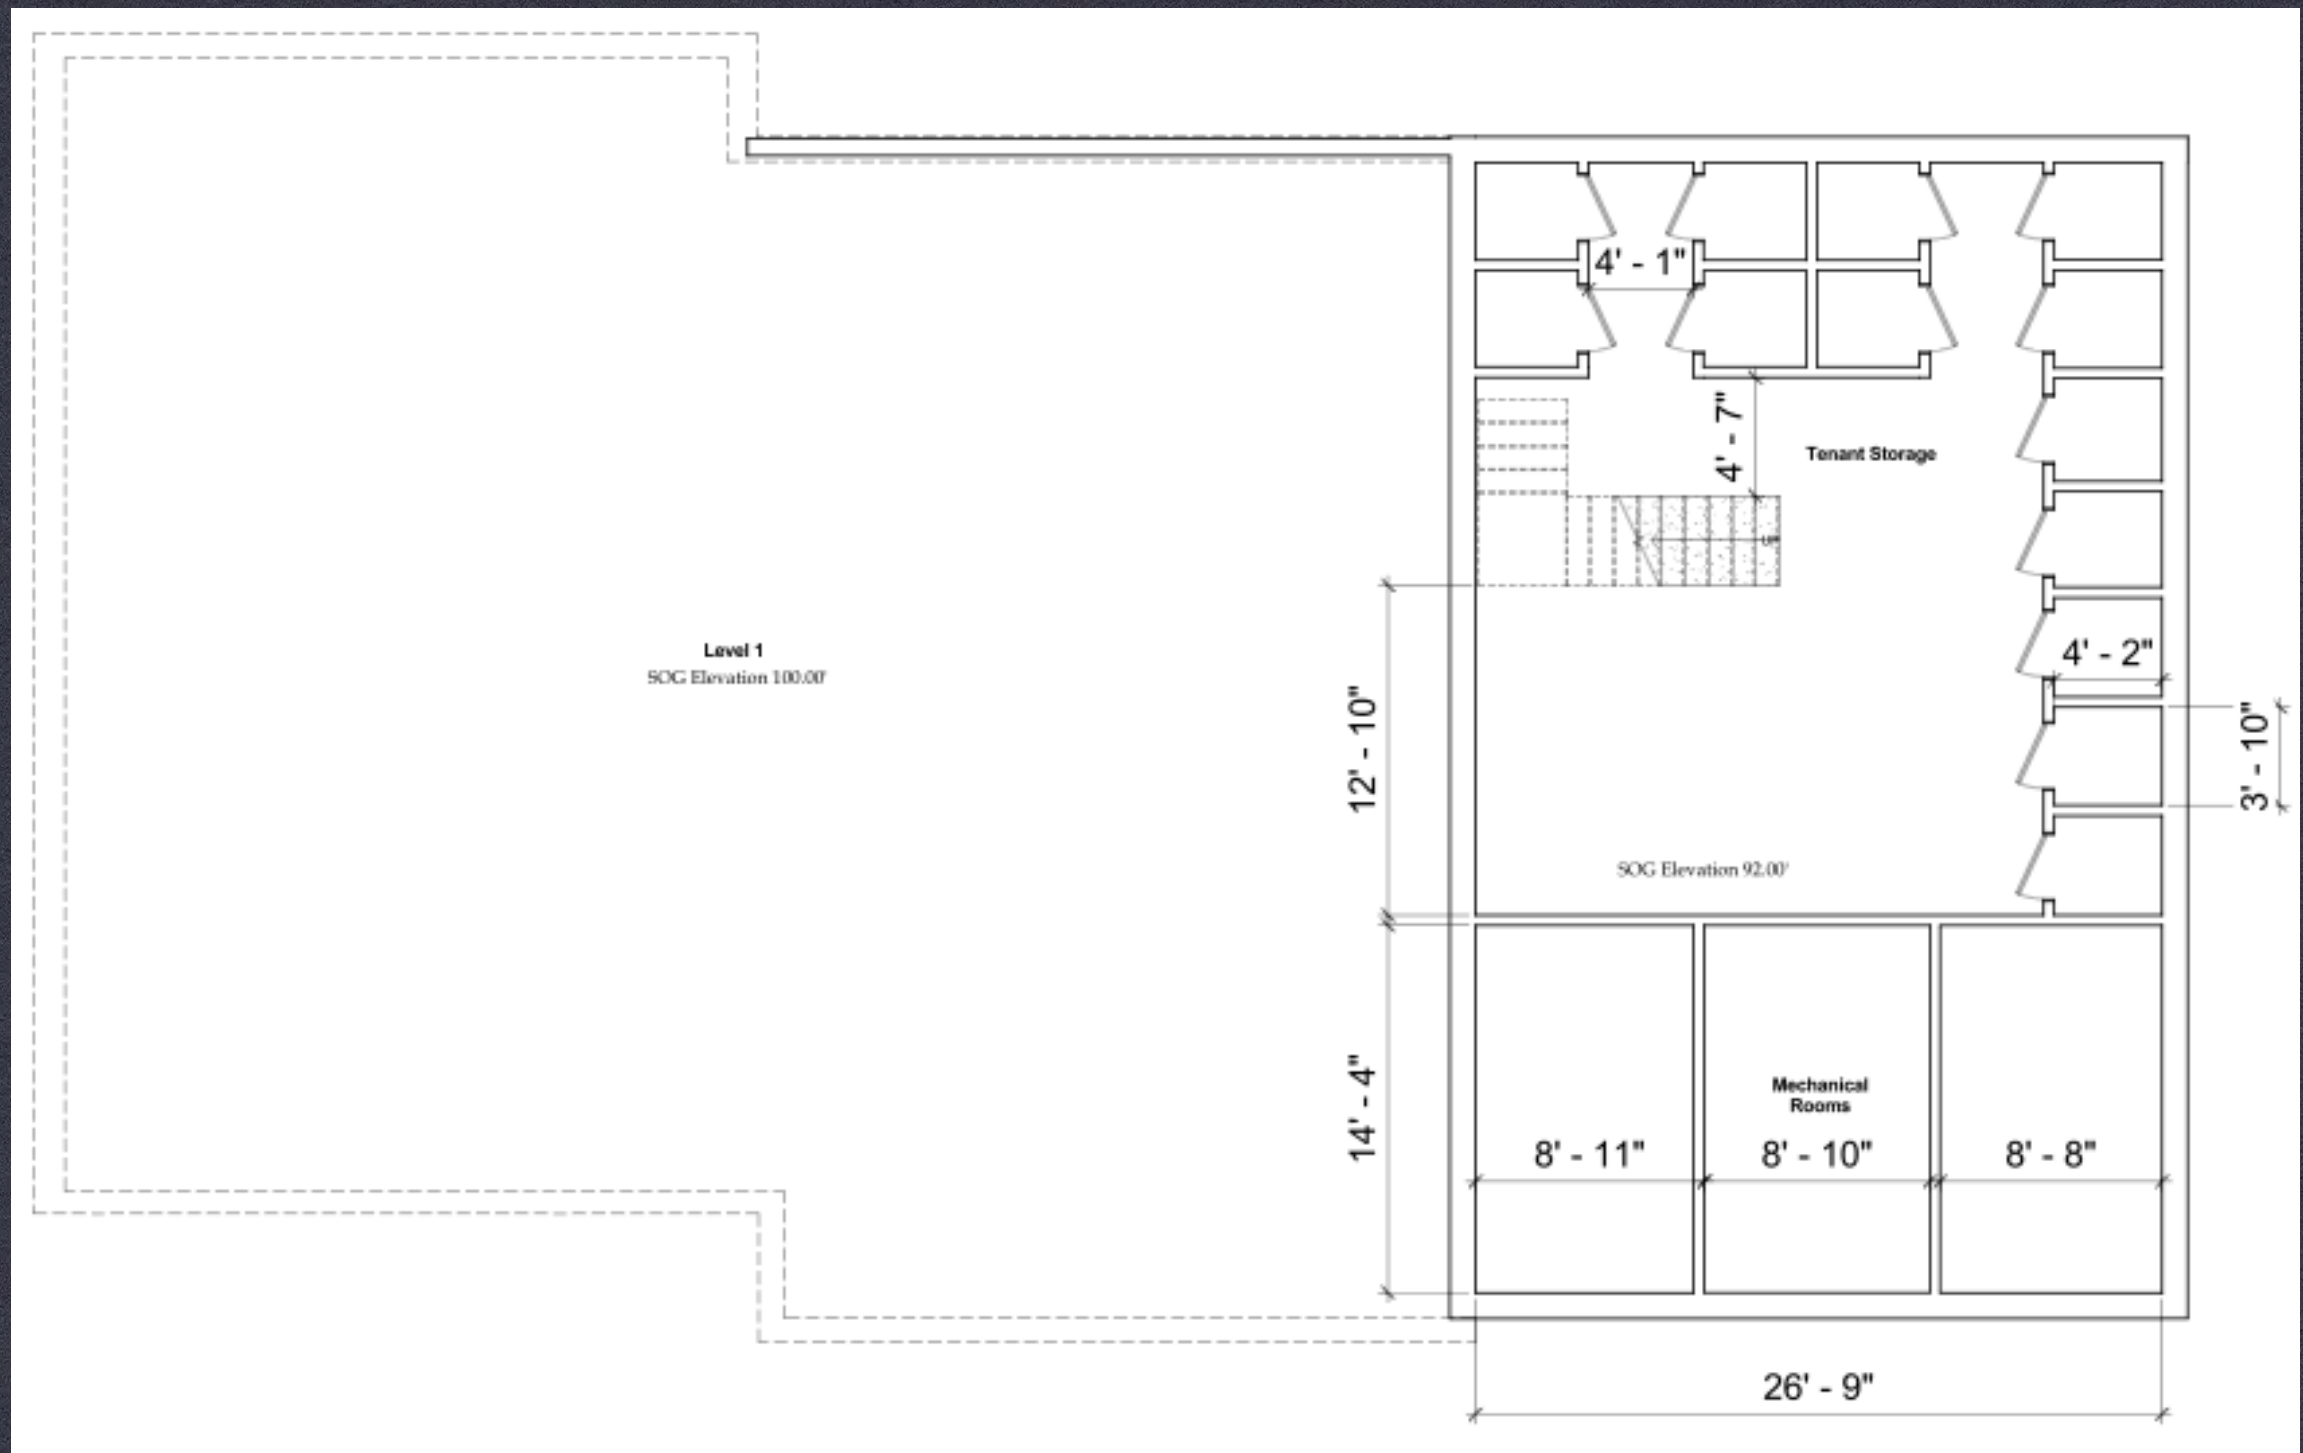 4' - 1"
4' - 7"
Tenant Storage
UP
Level 1
SOG Elevation 100.00'
4' - 2"
12' - 10"
3' - 10"
SOG Elevation 92.00'
14' - 4"
Mechanical
Rooms
8' - 11"
8' - 10"
8' - 8"
26' - 9"